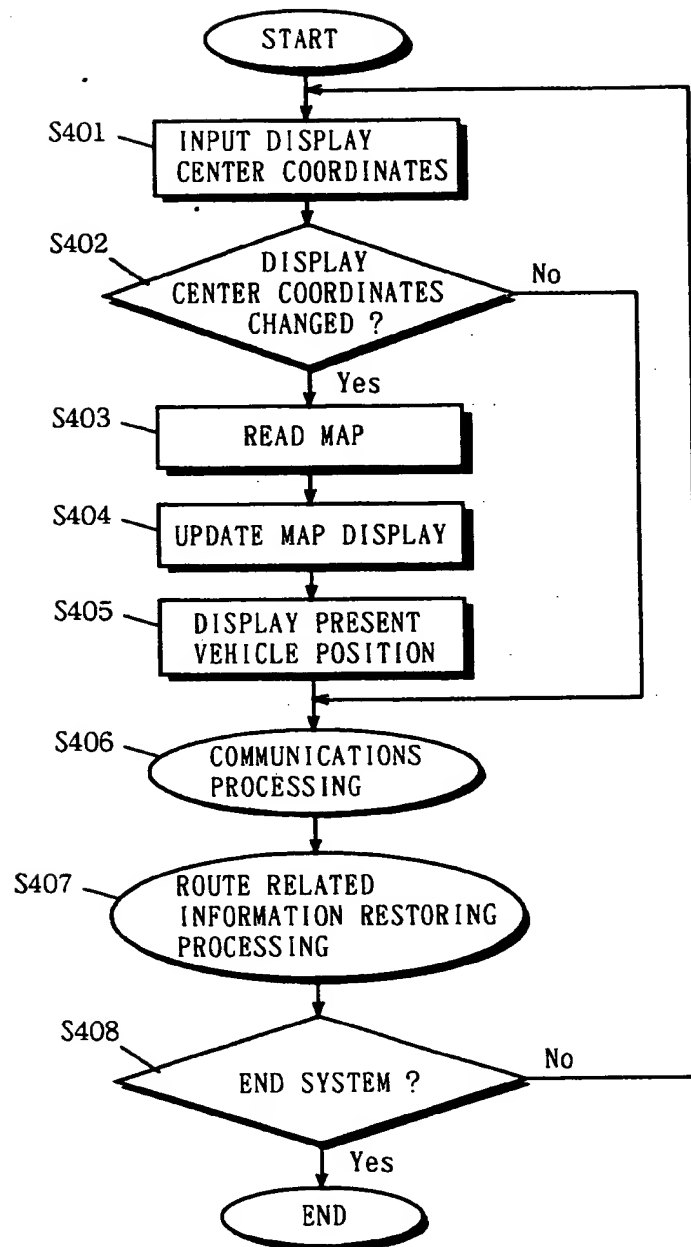 START
S401
INPUT DISPLAY
CENTER COORDINATES
S402
DISPLAY
CENTER COORDINATES
CHANGED ?
No
Yes
S403
READ MAP
S404
UPDATE MAP DISPLAY
S405
DISPLAY PRESENT
VEHICLE POSITION
S406
COMMUNICATIONS
PROCESSING
S407
ROUTE RELATED
INFORMATION RESTORING
PROCESSING
S408
END SYSTEM ?
No
Yes
END